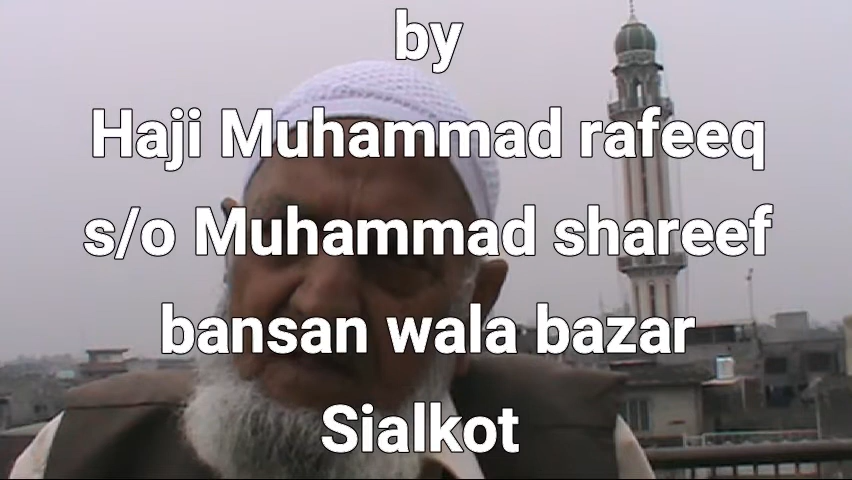 by
Haji Muhammad rafeeq
s/o Muhammad shareef
bansan wala bazar
Sialkot